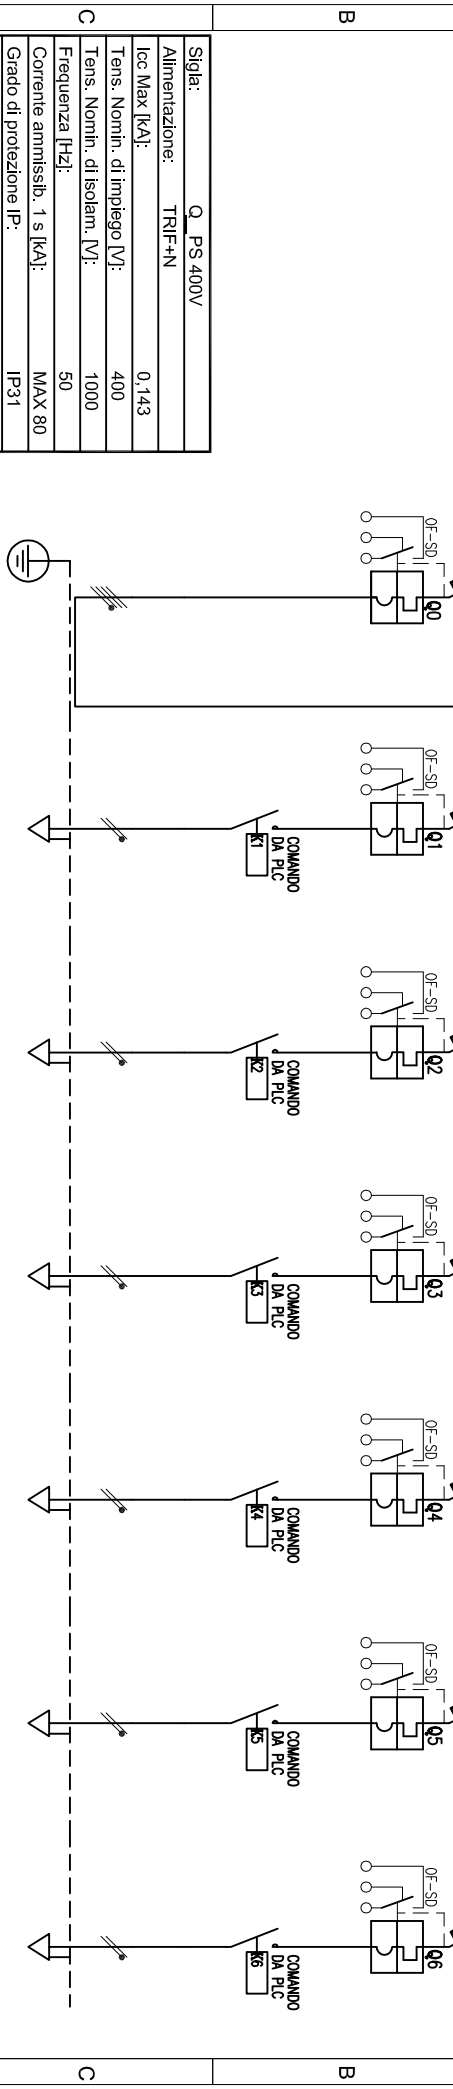 B
C
Sigla: Q_PS 400V
Alimentazione: TRIF+N
Icc Max [kA]: 0,143
Tens. Nomin. di impiego [V]: 400
Tens. Nomin. di isolam. [V]: 1000
Frequenza [Hz]: 50
Corrente ammissib. 1 s [kA]: MAX 80
Grado di protezione IP: IP31
OF-SD
Q0
OF-SD
Q1
COMANDO
DA PLC
K1
OF-SD
Q2
COMANDO
DA PLC
K2
OF-SD
Q3
COMANDO
DA PLC
K3
OF-SD
Q4
COMANDO
DA PLC
K4
OF-SD
Q5
COMANDO
DA PLC
K5
OF-SD
Q6
COMANDO
DA PLC
K6
B
C